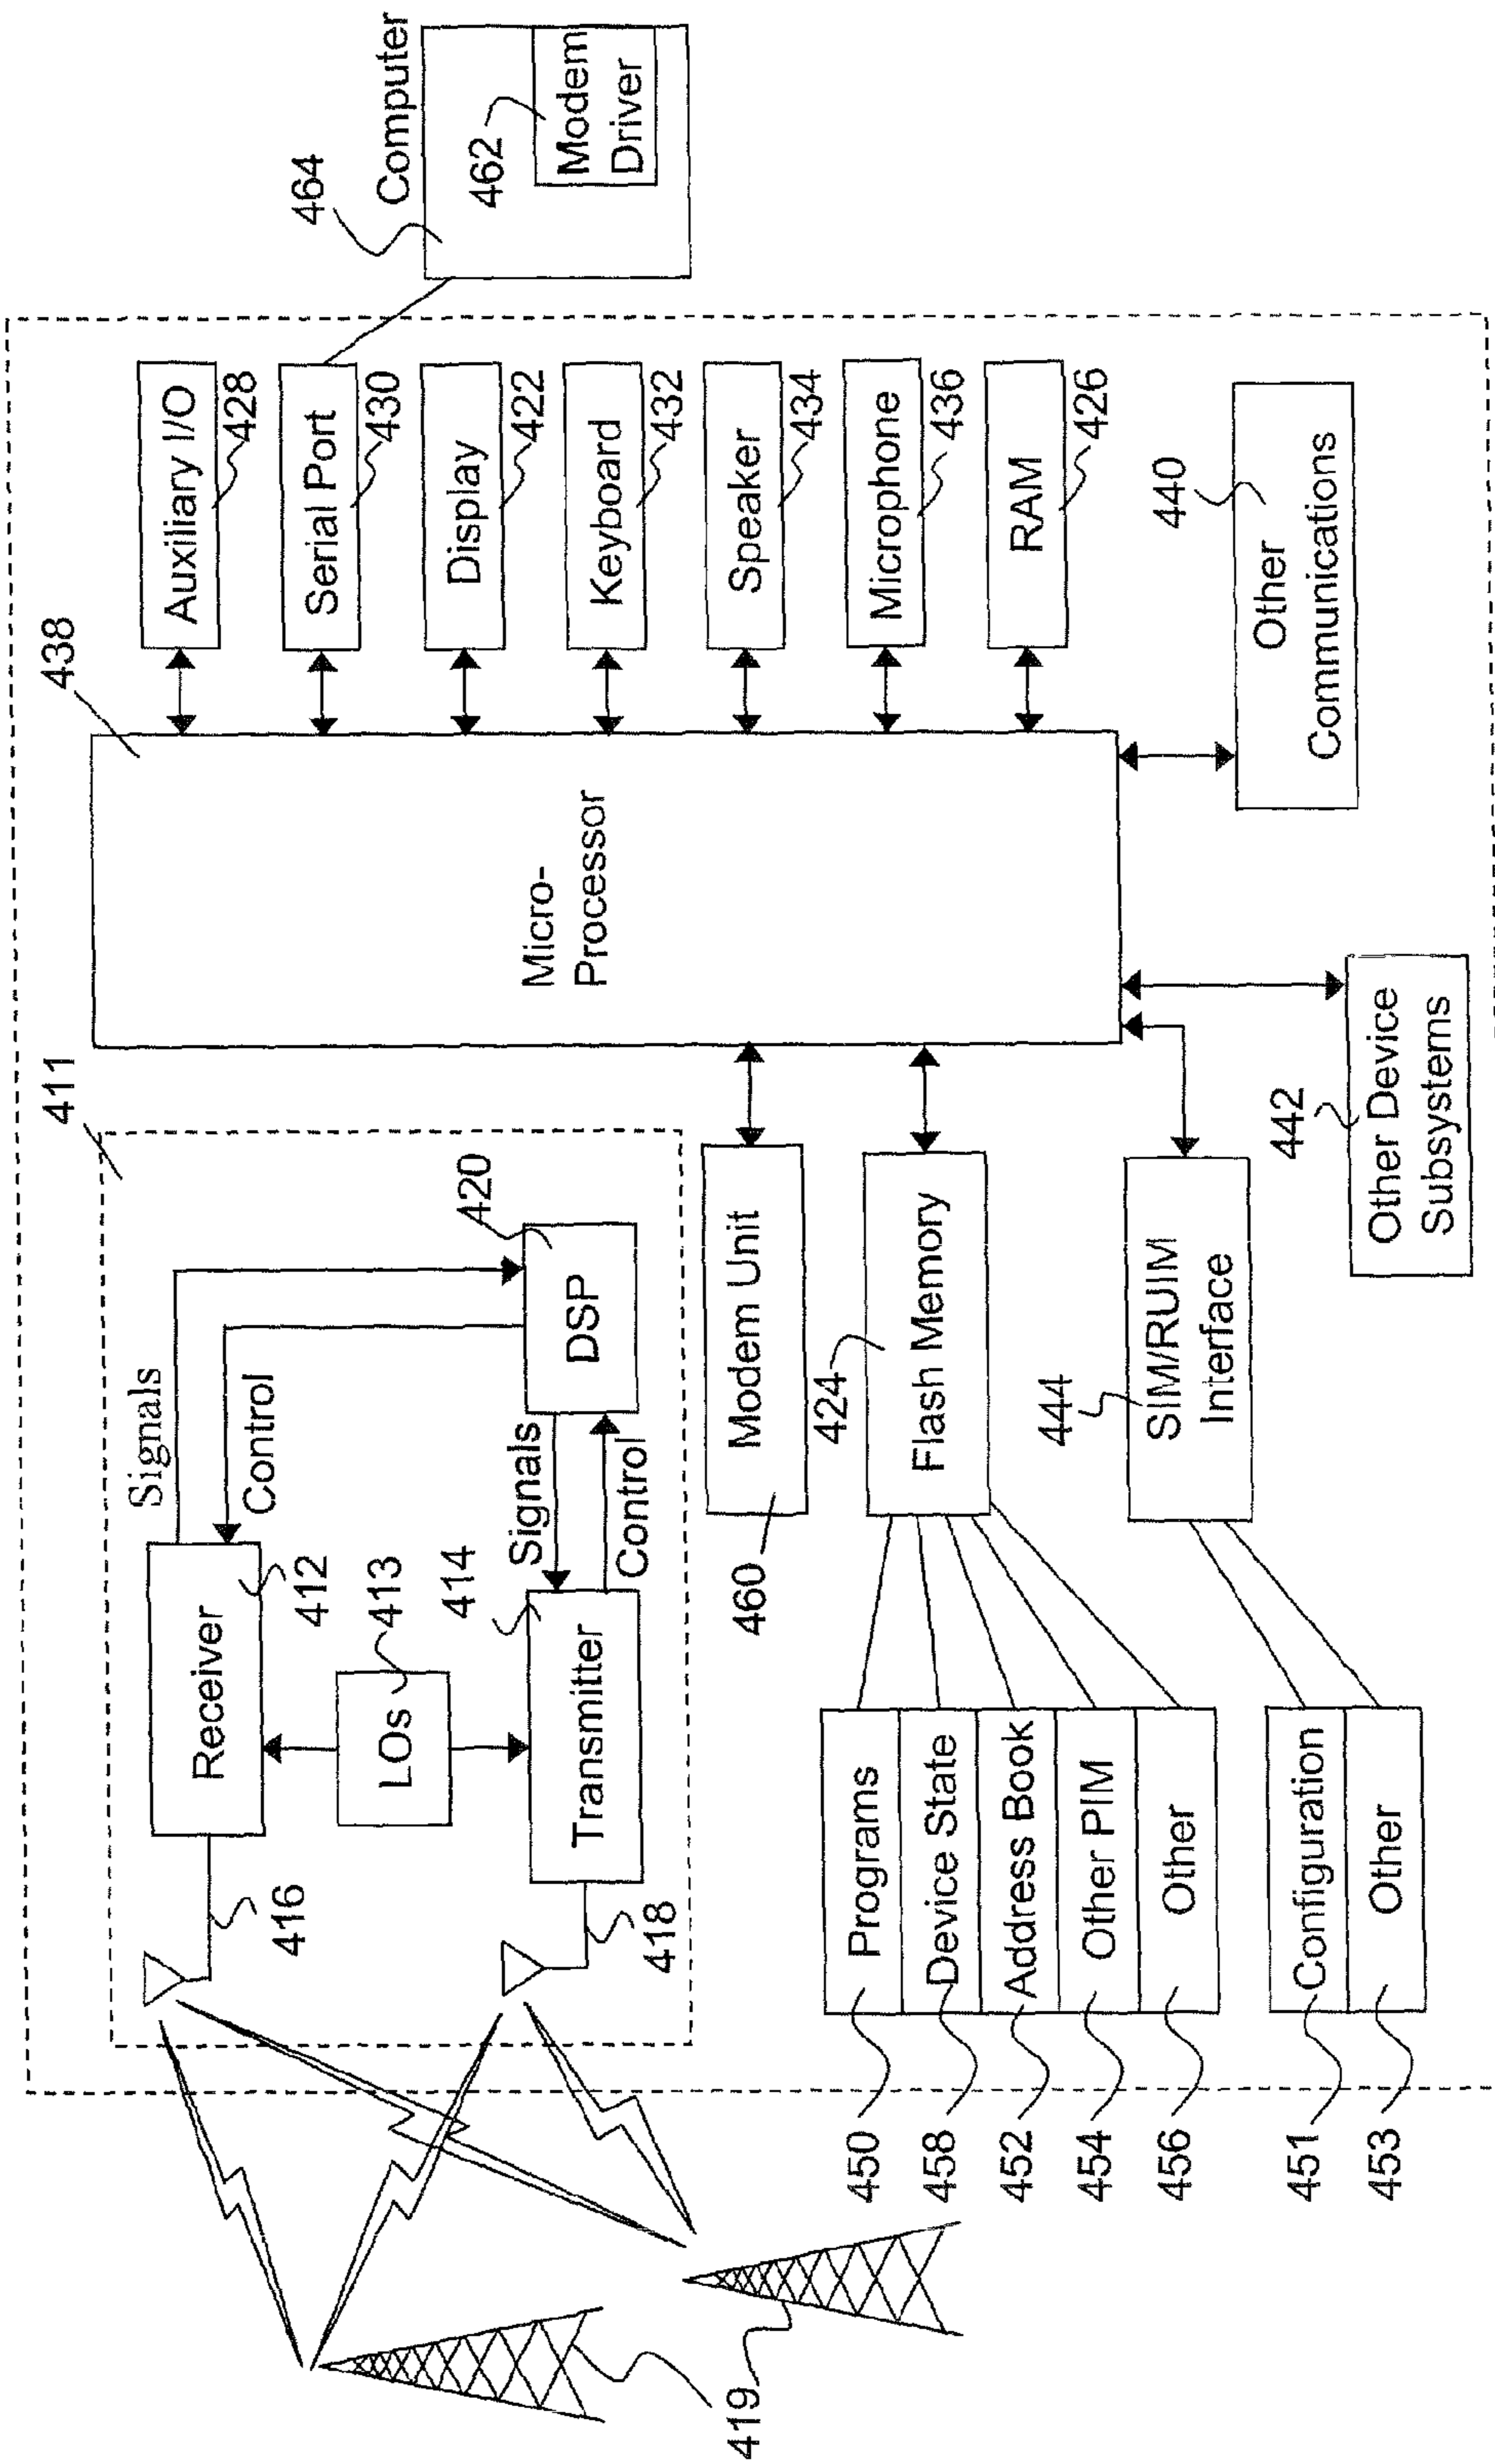 411
Signals
Control
Receiver
412
416
LOs
413
420
DSP
Signals
414
Control
Transmitter
418
419
438
Micro-
Processor
Auxiliary I/O
428
Serial Port
430
Display
422
Keyboard
432
Speaker
434
Microphone
436
RAM
426
464
Computer
462
Modem
Driver
Modem Unit
460
424
Flash Memory
Programs
450
Device State
458
Address Book
452
Other PIM
454
Other
456
444
SIM/RUIM
Interface
Configuration
451
Other
453
442
Other Device
Subsystems
440
Other
Communications